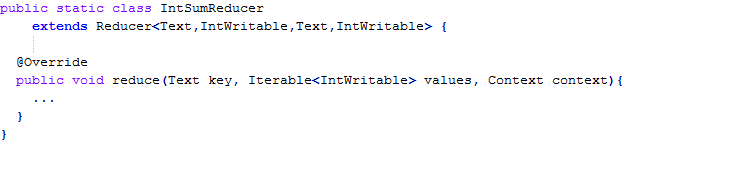 public static class IntSumReducer
extends Reducer<Text,IntWritable,Text,IntWritable> {
@Override
public void reduce(Text key, Iterable<IntWritable> values, Context context){
...
}
}